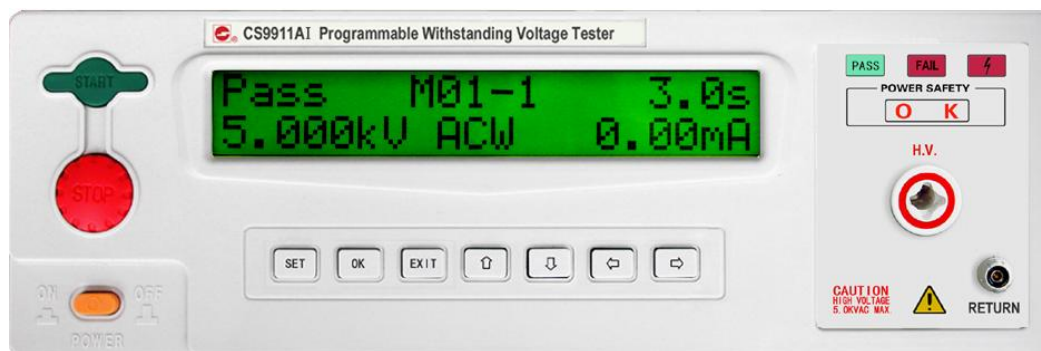 CS9911AI Programmable Withstanding Voltage Tester
START
Pass M01-1 3.0s
5.000kV ACW 0.00mA
STOP
SET OK EXIT
ON OFF
POWER
PASS FAIL
POWER SAFETY
O K
H.V.
CAUTION
HIGH VOLTAGE
5.0KVAC MAX.
RETURN